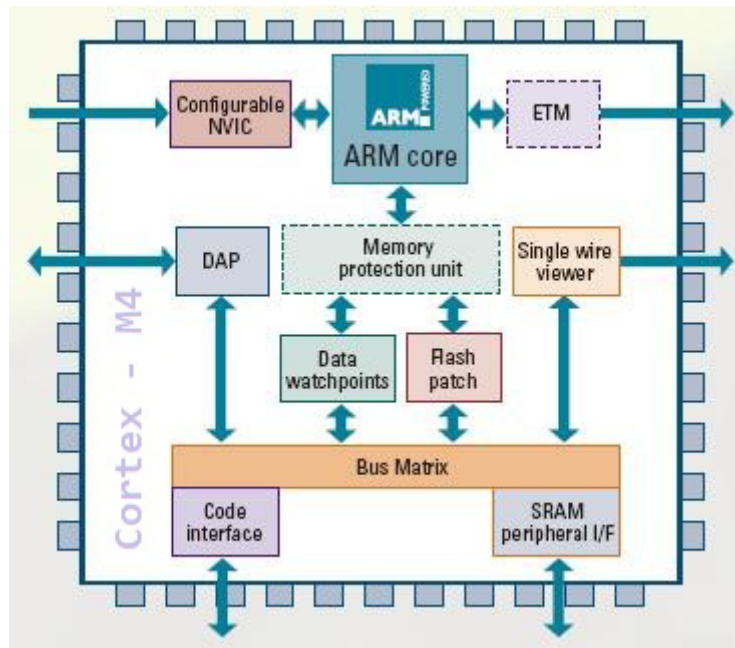 Configurable
NVIC
ARM
POWERED
ARM core
ETM
DAP
Memory
protection unit
Single wire
viewer
Cortex - M4
Data
watchpoints
Flash
patch
Bus Matrix
Code
interface
SRAM
peripheral I/F